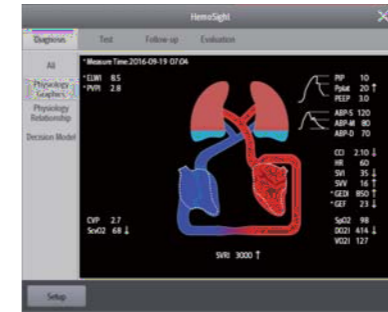 HemoSight
Diagnosis
Test
Follow-up
Evaluation
All
Physiology
Graphics
Physiology
Relationship
Decision Model
*Measure Time:2016-09-19 07:04
*ELWI 8.5
*PVPI 2.8
PIP 10
Pplat 20 ↑
PEEP 3.0
ABP-S 120
ABP-M 80
ABP-D 70
CCI 2.10 ↓
HR 60
SVI 35 ↓
SVV 16 ↑
*GEDI 850 ↑
*GEF 23 ↓
CVP 2.7
ScvO2 68 ↓
SpO2 98
DO2I 414 ↓
VO2I 127
SVRI 3000 ↑
Setup